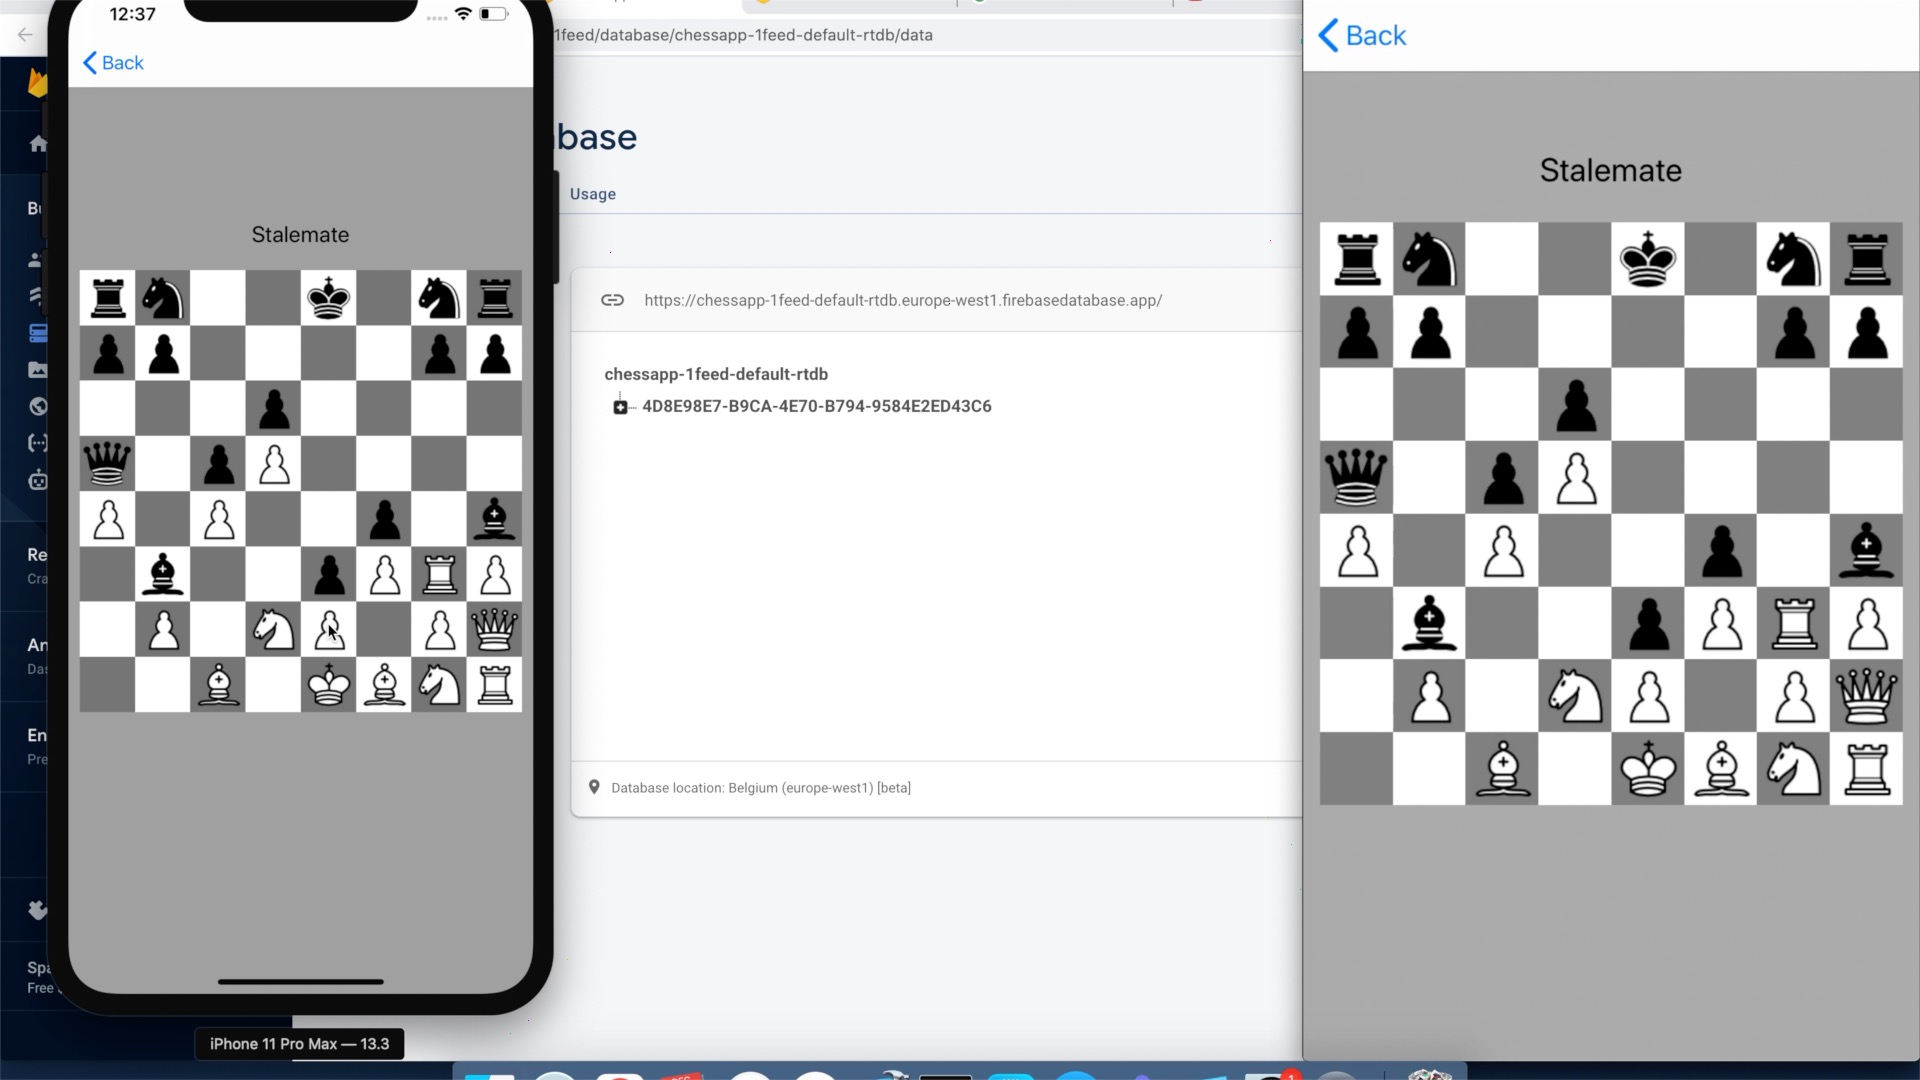 12:37
Back
Stalemate
iPhone 11 Pro Max — 13.3
1feed/database/chessapp-1feed-default-rtdb/data
base
Usage
https://chessapp-1feed-default-rtdb.europe-west1.firebasedatabase.app/
chessapp-1feed-default-rtdb
4D8E98E7-B9CA-4E70-B794-9584E2ED43C6
Database location: Belgium (europe-west1) [beta]
Re
Cra
An
Das
En
Pre
Spa
Free
Back
Stalemate
1